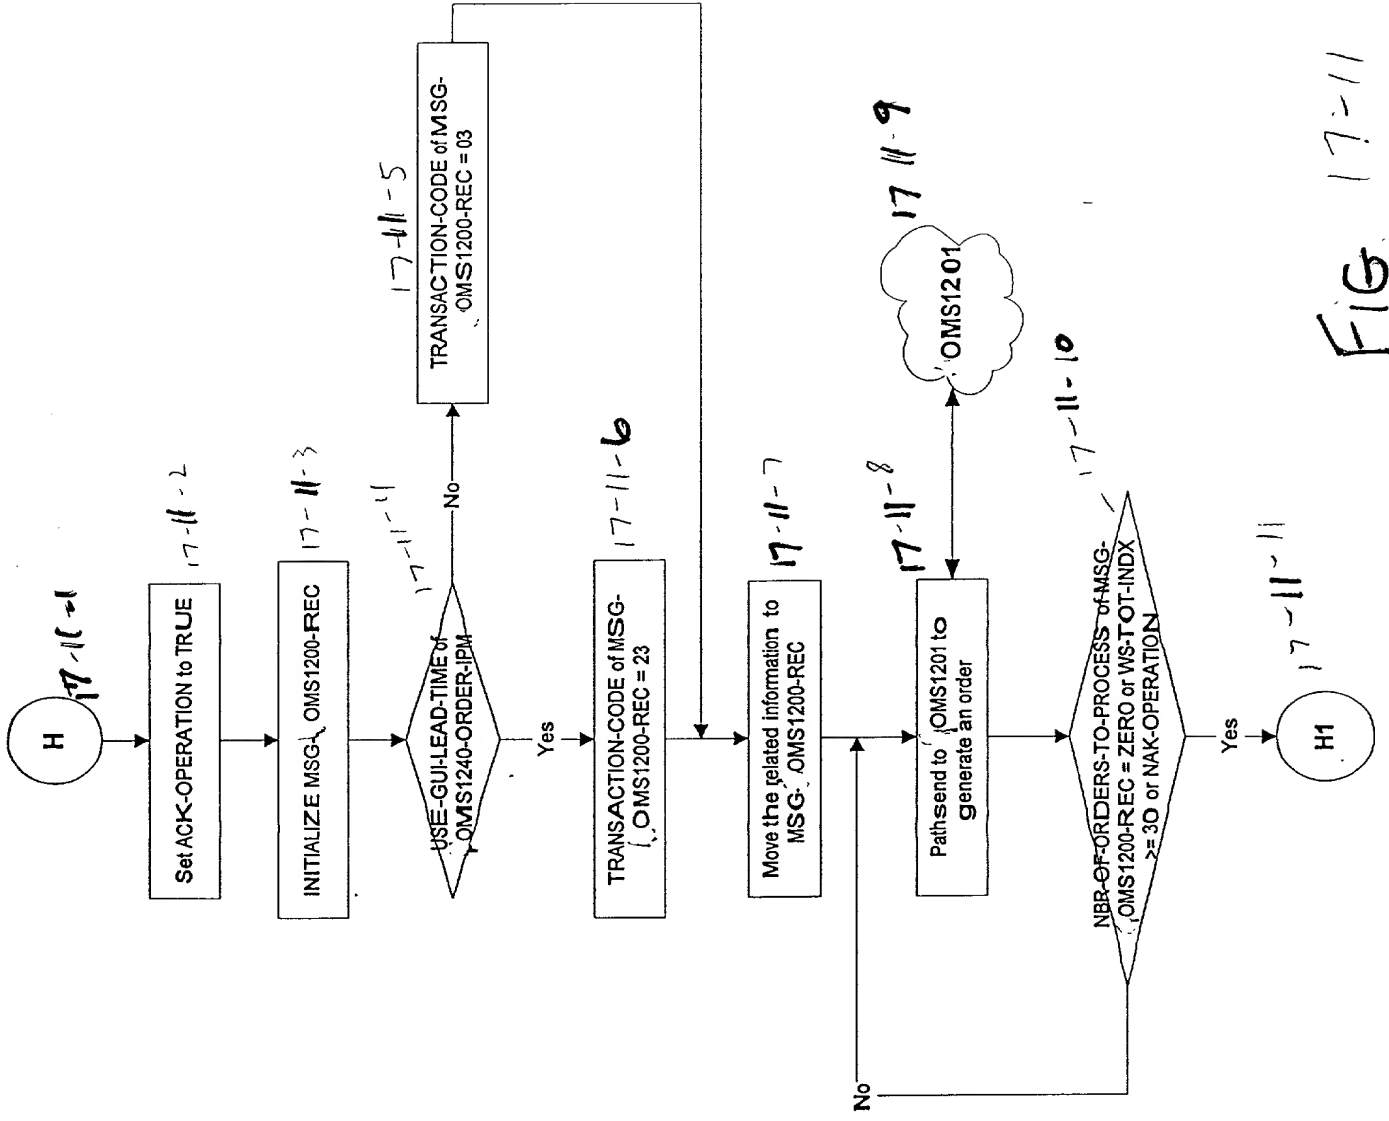 H
17-11-1
Set ACK-OPERATION to TRUE
17-11-2
INITIALIZE MSG- OMS1200-REC
17-11-3
USE-GUI-LEAD-TIME of
OMS1240-ORDER-IPM
17-11-4
No
TRANSACTION-CODE of MSG-
OMS1200-REC = 03
17-11-5
Yes
TRANSACTION-CODE of MSG-
OMS1200-REC = 23
17-11-6
Move the related information to
MSG- OMS1200-REC
17-11-7
Pathsend to OMS1201 to
generate an order
17-11-8
OMS1201
17 11-9
NBR-OF-ORDERS-TO-PROCESS of MSG-
OMS1200-REC = ZERO or WS-TOT-INDX
>= 30 or NAK-OPERATION
17-11-10
No
Yes
H1
17-11-11
FIG. 17-11